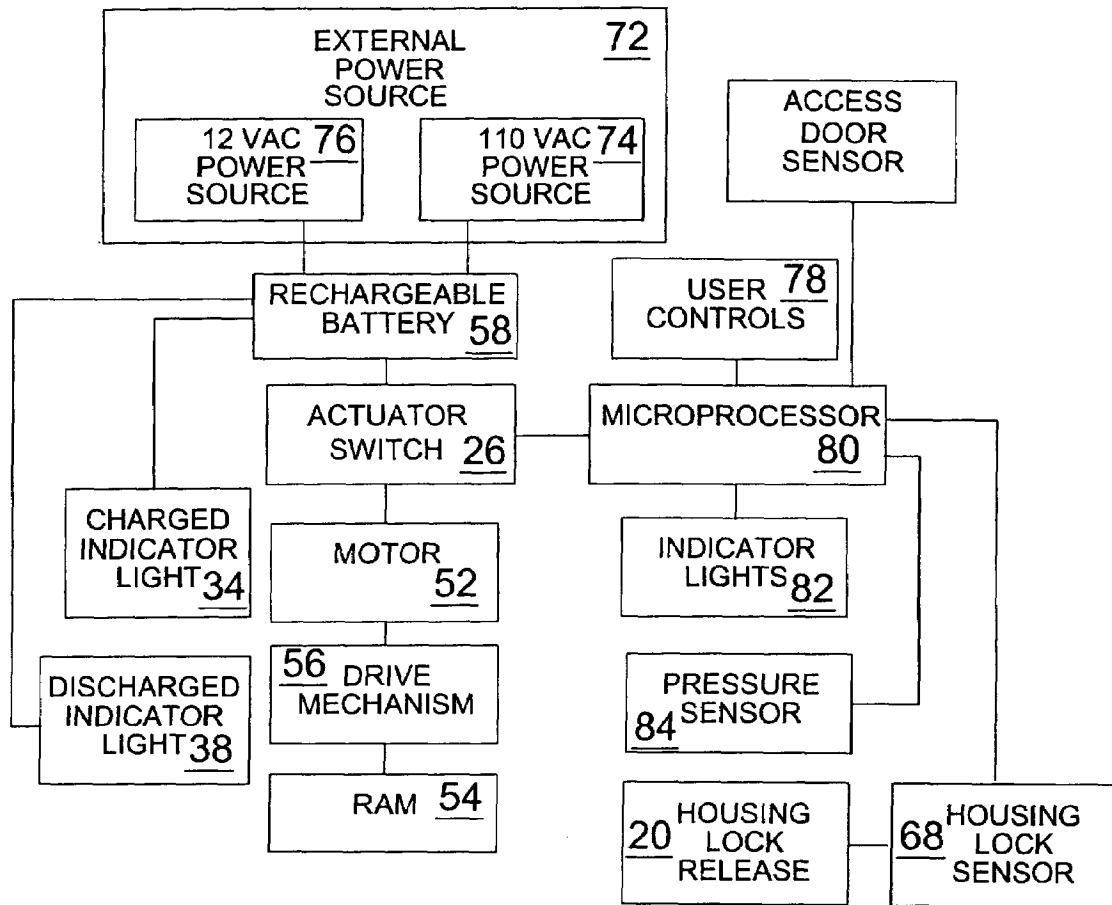 EXTERNAL 72
POWER
SOURCE
12 VAC 76
POWER
SOURCE
110 VAC 74
POWER
SOURCE
ACCESS
DOOR
SENSOR
RECHARGEABLE
BATTERY 58
USER 78
CONTROLS
ACTUATOR
SWITCH 26
MICROPROCESSOR
80
CHARGED
INDICATOR
LIGHT 34
MOTOR
52
INDICATOR
LIGHTS 82
DISCHARGED
INDICATOR
LIGHT 38
56 DRIVE
MECHANISM
PRESSURE
84 SENSOR
RAM 54
20 HOUSING
LOCK
RELEASE
68 HOUSING
LOCK
SENSOR